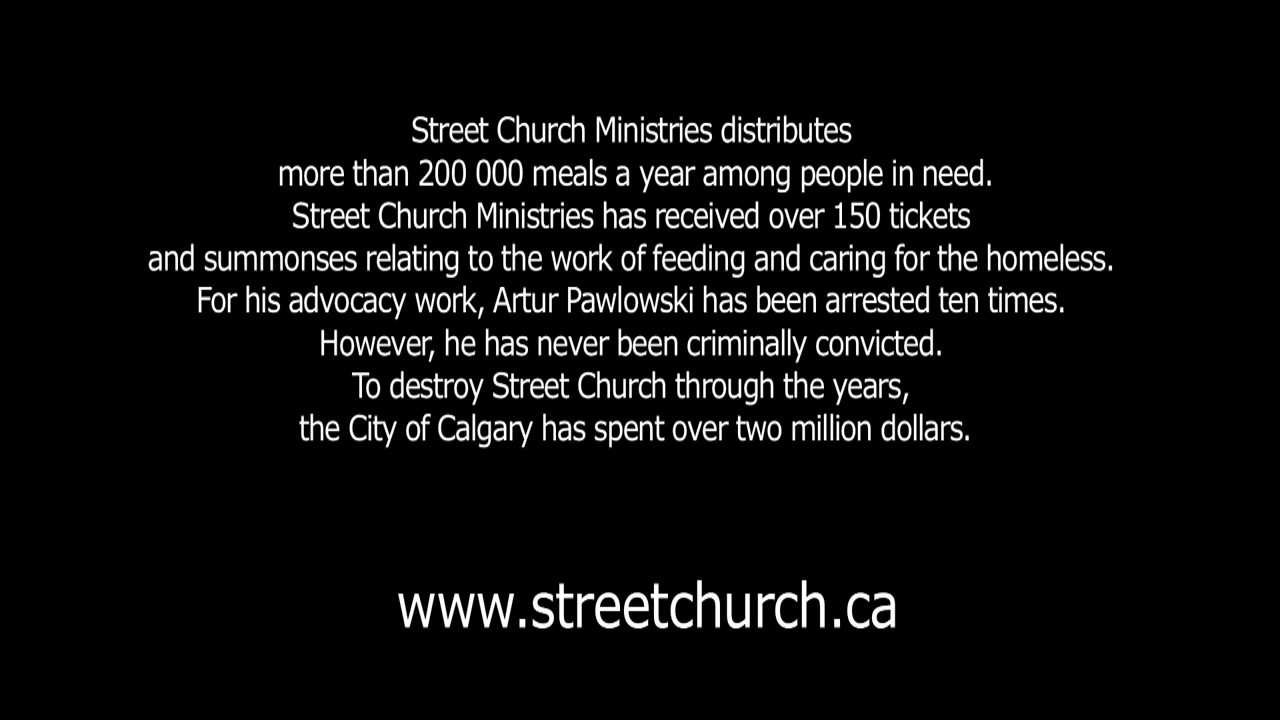 Street Church Ministries distributes
more than 200 000 meals a year among people in need.
Street Church Ministries has received over 150 tickets
and summonses relating to the work of feeding and caring for the homeless.
For his advocacy work, Artur Pawlowski has been arrested ten times.
However, he has never been criminally convicted.
To destroy Street Church through the years,
the City of Calgary has spent over two million dollars.
www.streetchurch.ca